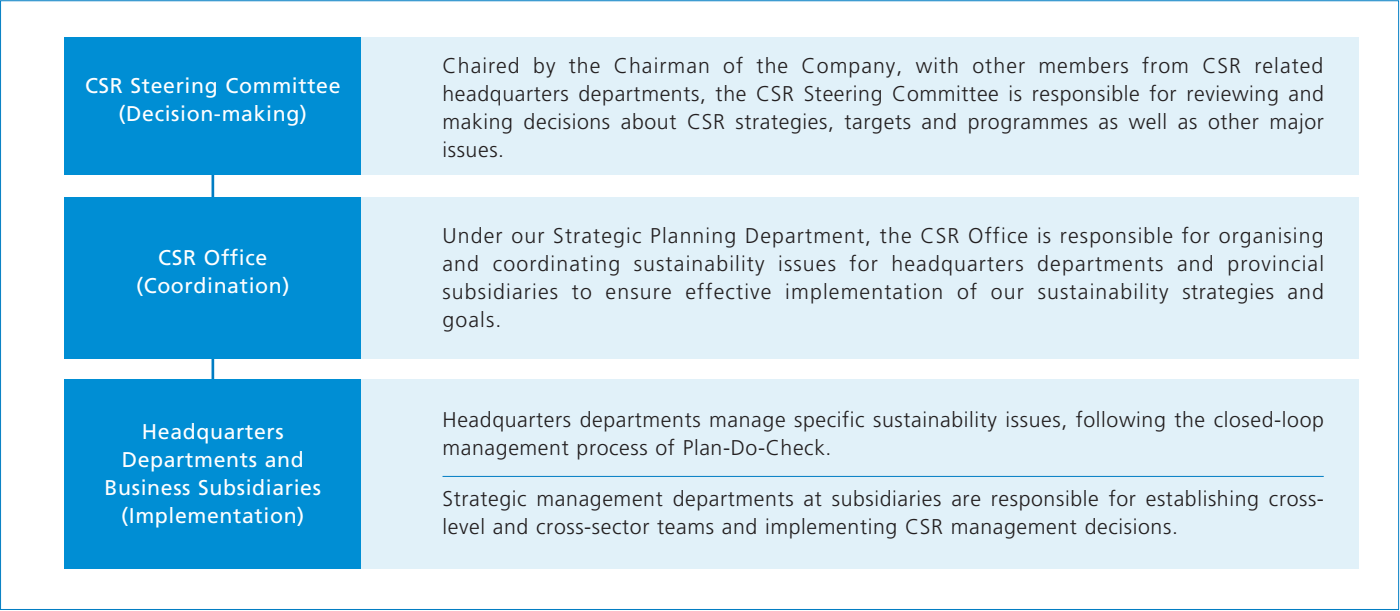 CSR Steering Committee
(Decision-making)
Chaired by the Chairman of the Company, with other members from CSR related
headquarters departments, the CSR Steering Committee is responsible for reviewing and
making decisions about CSR strategies, targets and programmes as well as other major
issues.
CSR Office
(Coordination)
Under our Strategic Planning Department, the CSR Office is responsible for organising
and coordinating sustainability issues for headquarters departments and provincial
subsidiaries to ensure effective implementation of our sustainability strategies and
goals.
Headquarters
Departments and
Business Subsidiaries
(Implementation)
Headquarters departments manage specific sustainability issues, following the closed-loop
management process of Plan-Do-Check.
Strategic management departments at subsidiaries are responsible for establishing cross-
level and cross-sector teams and implementing CSR management decisions.